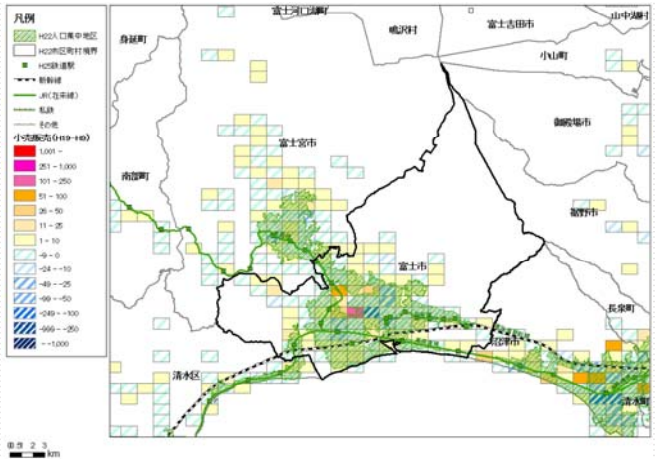 凡例
H22人口集中地区
H22市区町村境界
H25鉄道駅
新幹線
JR(在来線)
私鉄
その他
小売販売(H19-H9)
1,001 -
251 - 1,000
101 - 250
51 - 100
26 - 50
11 - 25
1 - 10
-9 - 0
-24 - -10
-49 - -25
-99 - -50
-249 - -100
-999 - -250
- -1,000
富士河口湖町
鳴沢村
富士吉田市
山中湖村
身延町
小山町
御殿場市
富士宮市
南部町
裾野市
富士市
長泉町
沼津市
清水区
清水町
2 3
km